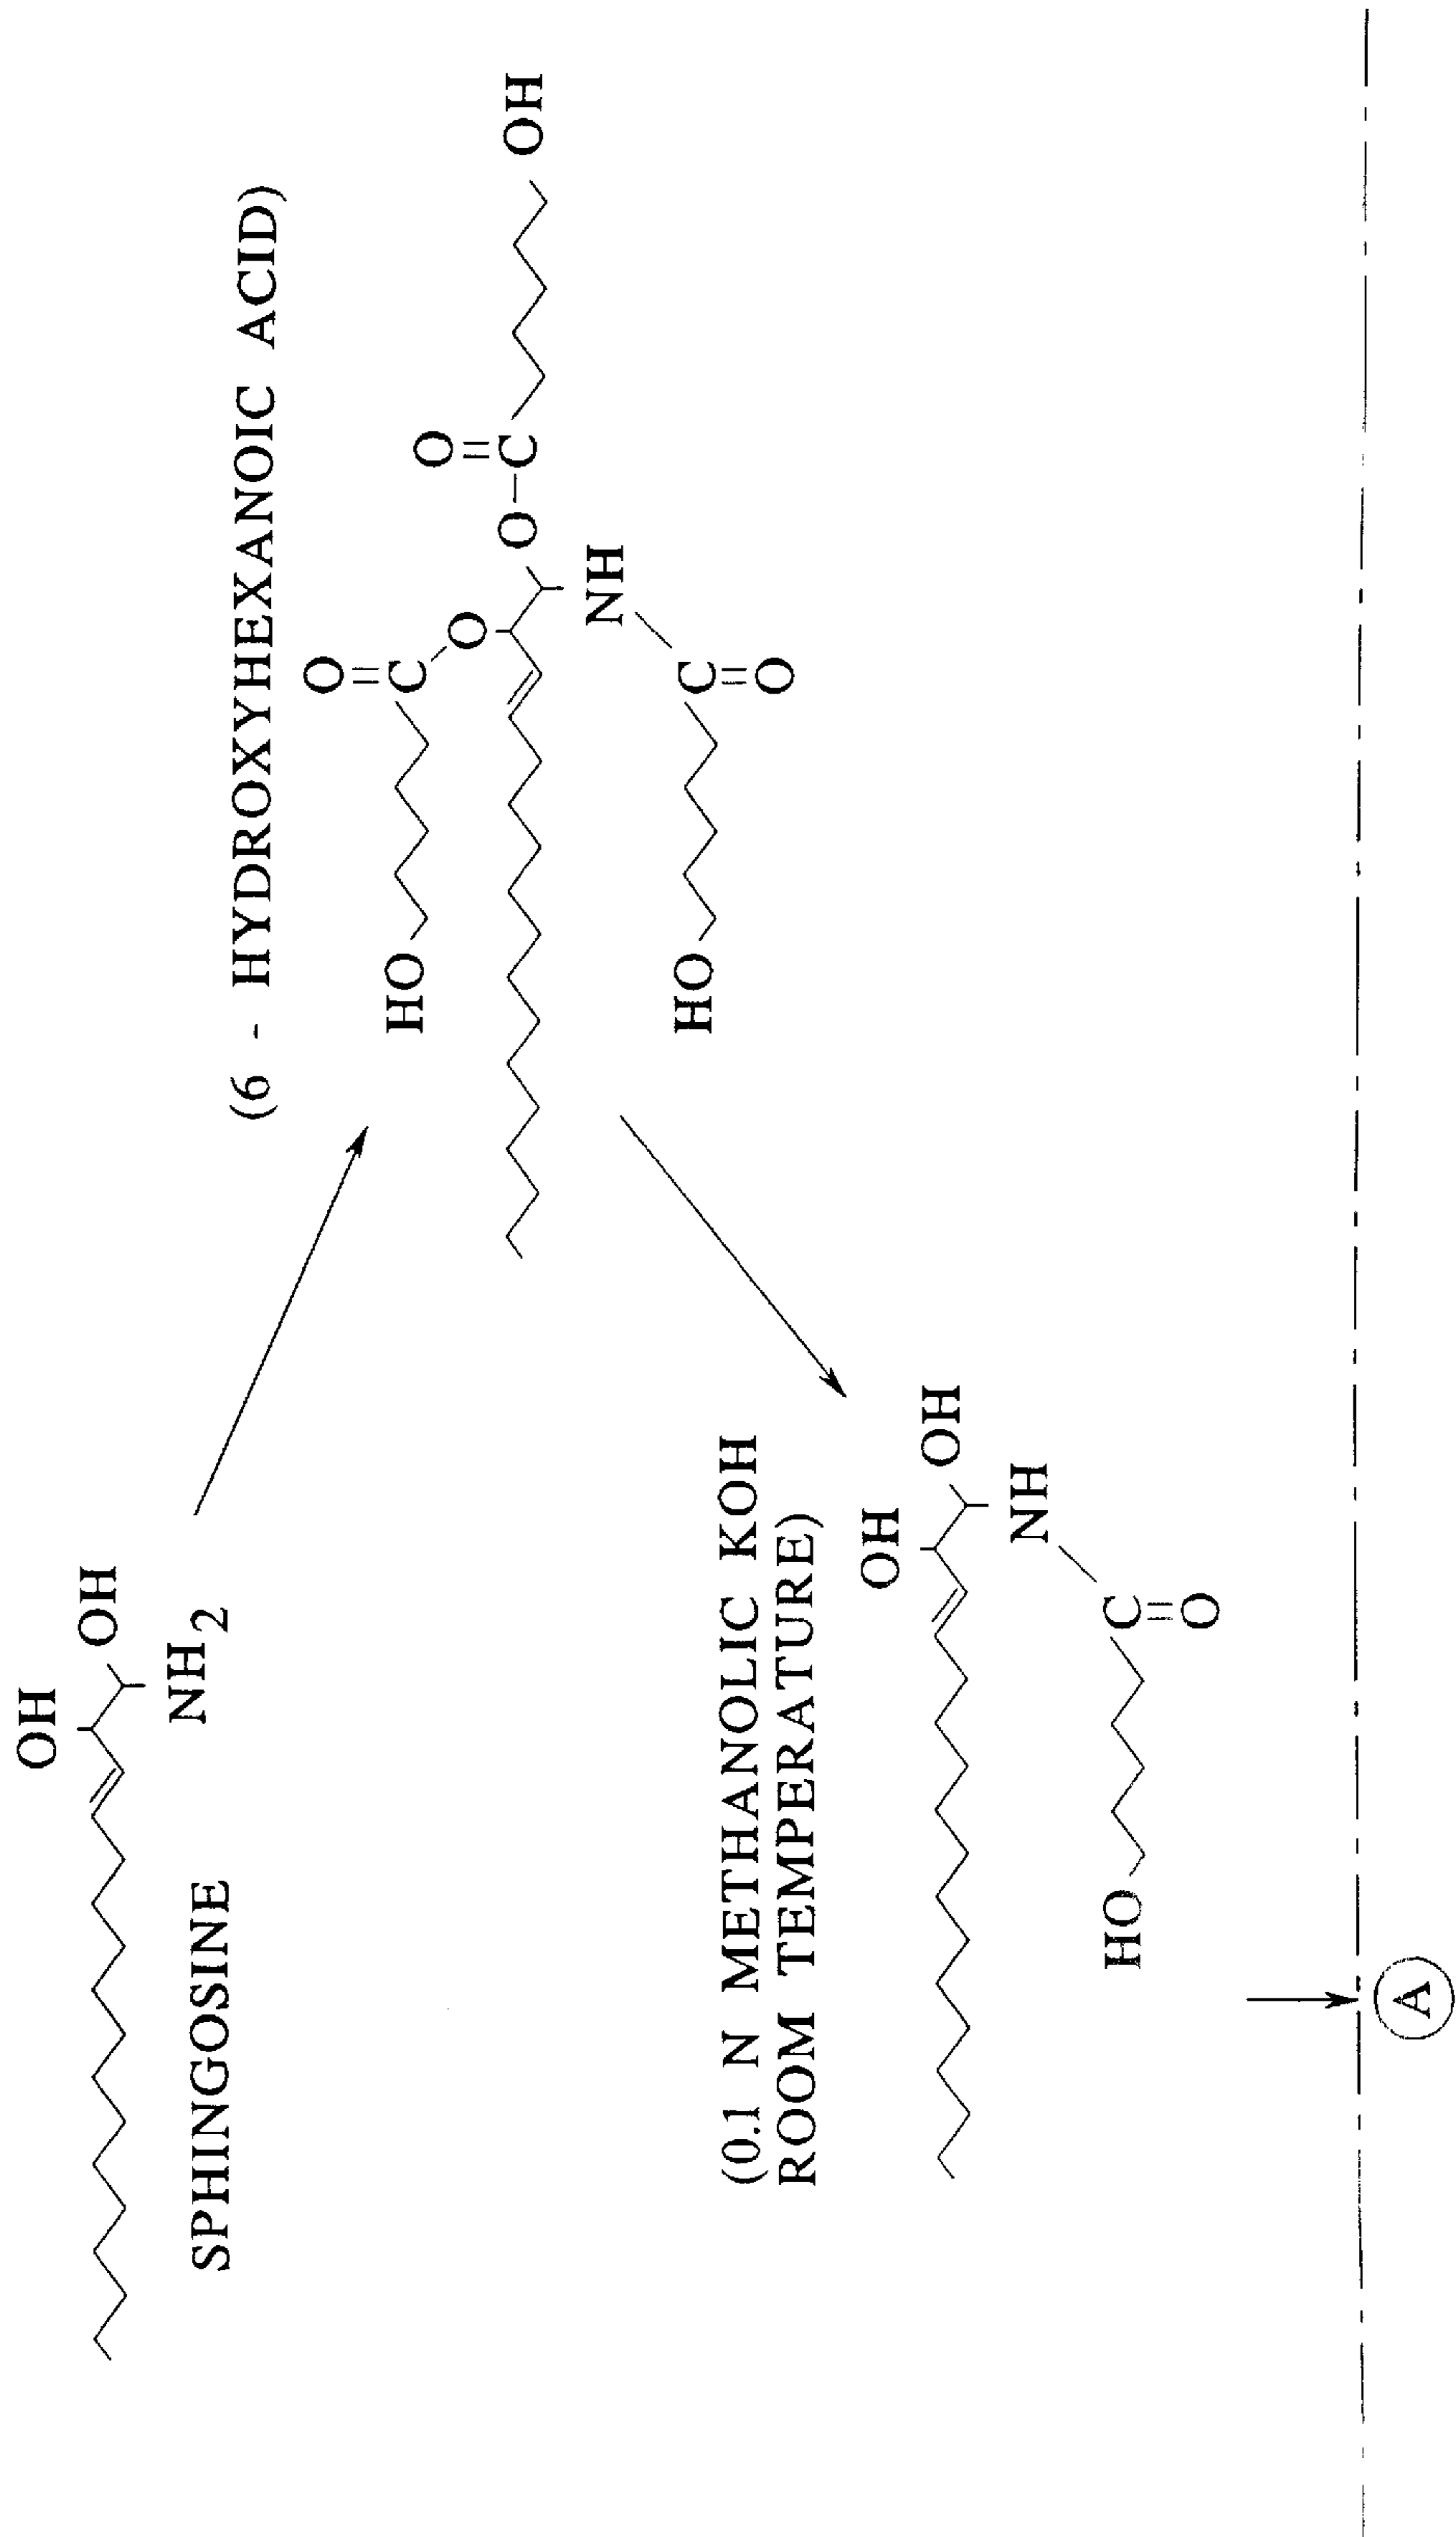 OH
OH
NH2
SPHINGOSINE
(6 - HYDROXYHEXANOIC ACID)
O
C
O
O
C
O
OH
HO
NH
C
O
HO
(0.1 N METHANOLIC KOH
ROOM TEMPERATURE)
OH
OH
NH
C
O
HO
A